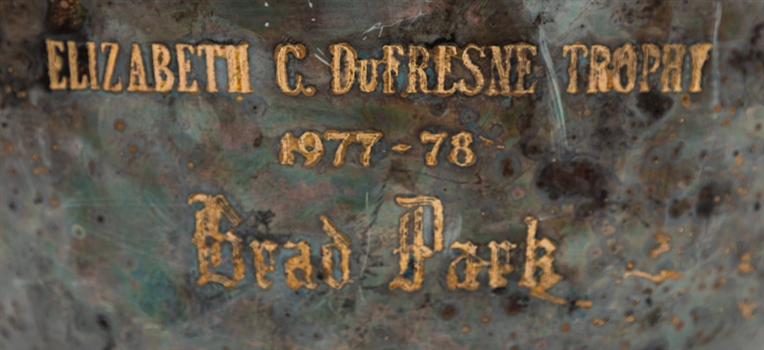 ELIZABETH C. DUFRESNE TROPHY
1977-78
Brad Park